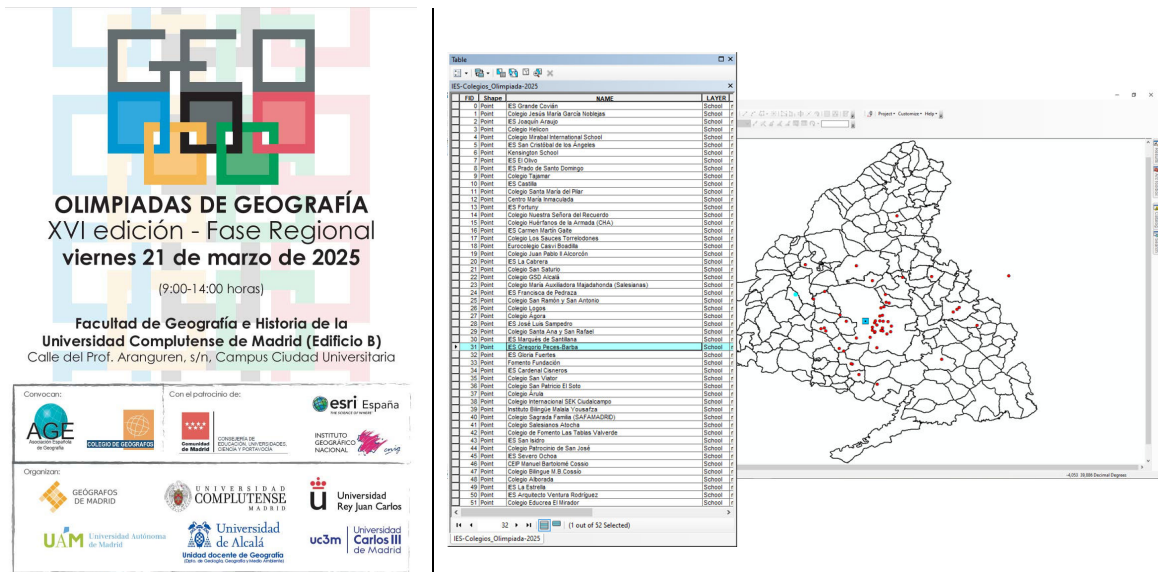 OLIMPIADAS DE GEOGRAFÍA
XVI edición - Fase Regional
viernes 21 de marzo de 2025
(9:00-14:00 horas)
Facultad de Geografía e Historia de la
Universidad Complutense de Madrid (Edificio B)
Calle del Prof. Aranguren, s/n, Campus Ciudad Universitaria
Convocan:
AGE
Asociación Española
de Geografía
COLEGIO DE GEÓGRAFOS
Con el patrocinio de:
Comunidad
de Madrid
CONSEJERÍA DE
EDUCACIÓN, UNIVERSIDADES,
CIENCIA Y PORTAVOCÍA
esri España
THE SCIENCE OF WHERE
INSTITUTO
GEOGRÁFICO
NACIONAL
cnig
Organizan:
GEÓGRAFOS
DE MADRID
UNIVERSIDAD
COMPLUTENSE
MADRID
Universidad
Rey Juan Carlos
UAM
Universidad Autónoma
de Madrid
Universidad
de Alcalá
Unidad docente de Geografía
(Dpto. de Geología, Geografía y Medio Ambiente)
uc3m
Universidad
Carlos III
de Madrid
Table
IES-Colegios_Olimpiada-2025
FID Shape NAME LAYER
0 Point IES Grande Covián School
1 Point Colegio Jesús María García Noblejas School
2 Point IES Joaquín Araujo School
3 Point Colegio Helicon School
4 Point Colegio Mirabal International School School
5 Point IES San Cristóbal de los Ángeles School
6 Point Kensington School School
7 Point IES El Olivo School
8 Point IES Prado de Santo Domingo School
9 Point Colegio Tajamar School
10 Point IES Castilla School
11 Point Colegio Santa María del Pilar School
12 Point Centro María Inmaculada School
13 Point IES Fortuny School
14 Point Colegio Nuestra Señora del Recuerdo School
15 Point Colegio Huérfanos de la Armada (CHA) School
16 Point IES Carmen Martín Gaite School
17 Point Colegio Los Sauces Torrelodones School
18 Point Eurocolegio Casvi Boadilla School
19 Point Colegio Juan Pablo II Alcorcón School
20 Point IES La Cabrera School
21 Point Colegio San Saturio School
22 Point Colegio GSD Alcalá School
23 Point Colegio María Auxiliadora Majadahonda (Salesianas) School
24 Point IES Francisca de Pedraza School
25 Point Colegio San Ramón y San Antonio School
26 Point Colegio Logos School
27 Point Colegio Ágora School
28 Point IES José Luis Sampedro School
29 Point Colegio Santa Ana y San Rafael School
30 Point IES Marqués de Santillana School
31 Point IES Gregorio Peces-Barba School
32 Point IES Gloria Fuertes School
33 Point Fomento Fundación School
34 Point IES Cardenal Cisneros School
35 Point Colegio San Viator School
36 Point Colegio San Patricio El Soto School
37 Point Colegio Arula School
38 Point Colegio Internacional SEK Ciudalcampo School
39 Point Instituto Bilingüe Malala Yousafza School
40 Point Colegio Sagrada Familia (SAFAMADRID) School
41 Point Colegio Salesianos Atocha School
42 Point Colegio de Fomento Las Tablas Valverde School
43 Point IES San Isidro School
44 Point Colegio Patrocinio de San José School
45 Point IES Severo Ochoa School
46 Point CEIP Manuel Bartolomé Cossio School
47 Point Colegio Bilingue M.B.Cossio School
48 Point Colegio Alborada School
49 Point IES La Estrella School
50 Point IES Arquitecto Ventura Rodríguez School
51 Point Colegio Educrea El Mirador School
32
(1 out of 52 Selected)
IES-Colegios_Olimpiada-2025
Project Customize Help